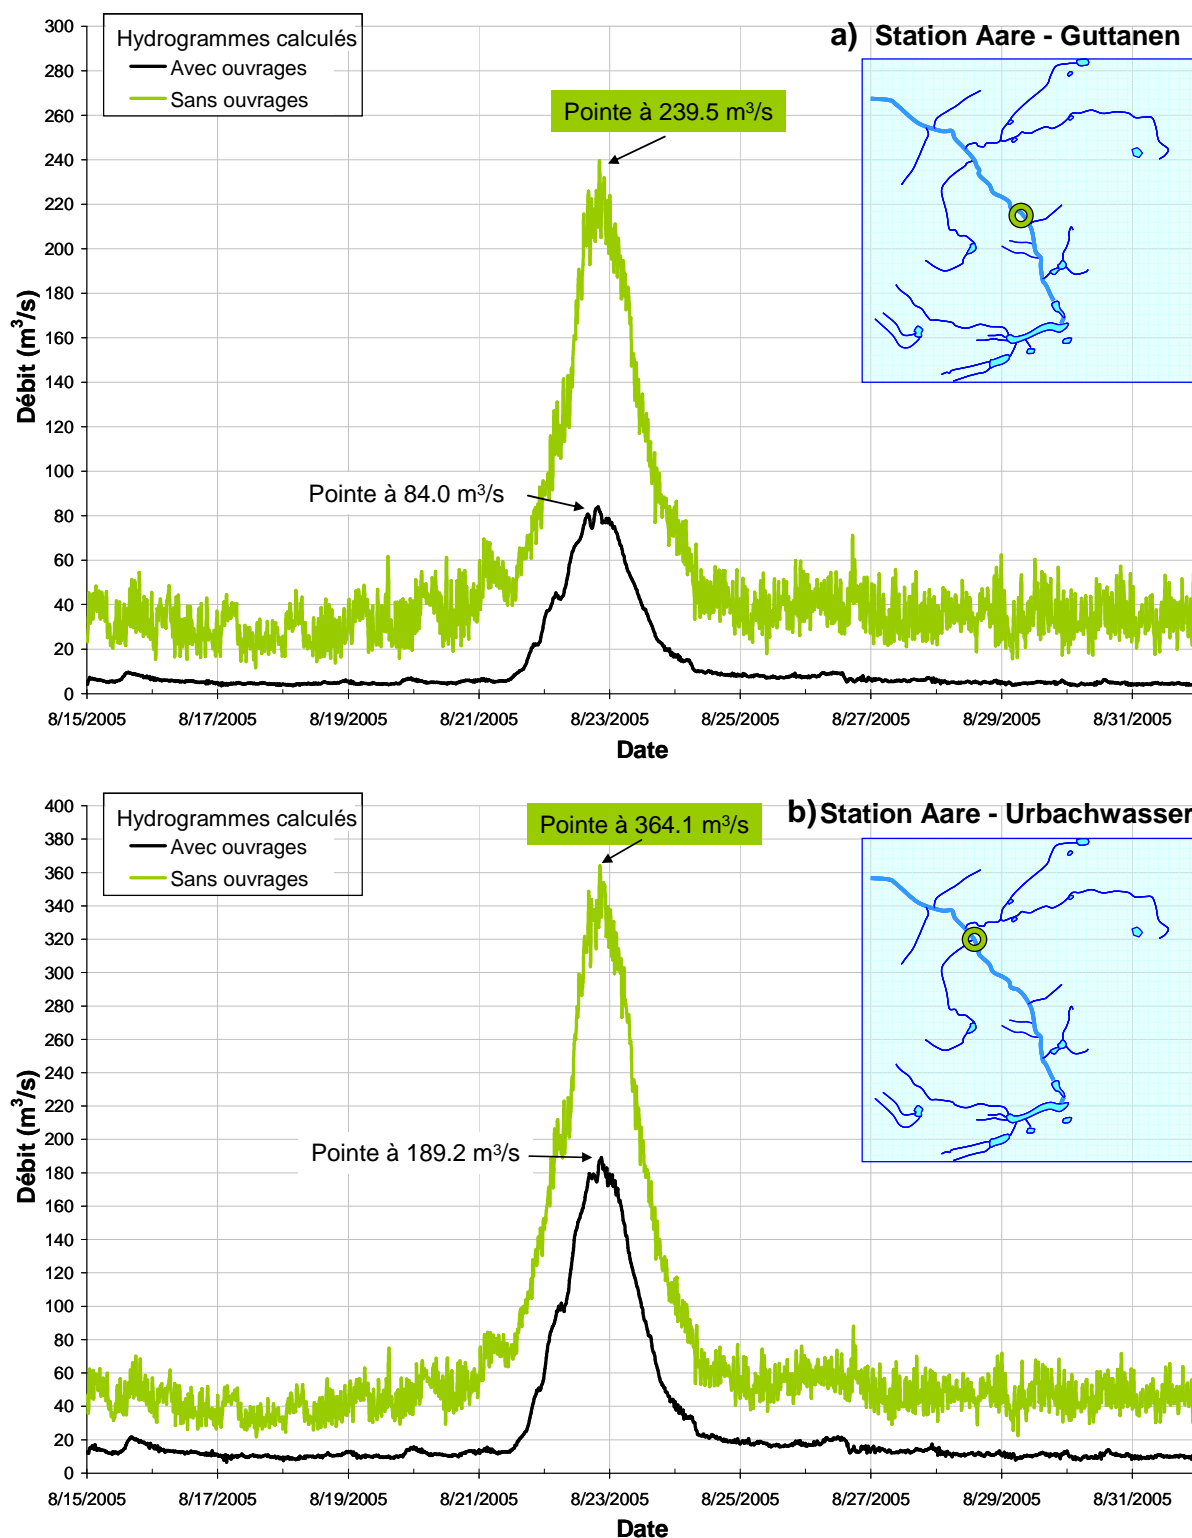 a) Station Aare - Guttanen
Hydrogrammes calculés
Avec ouvrages
Sans ouvrages
Pointe à 239.5 m³/s
Pointe à 84.0 m³/s
Débit (m³/s)
300
280
260
240
220
200
180
160
140
120
100
80
60
40
20
0
8/15/2005 8/17/2005 8/19/2005 8/21/2005 8/23/2005 8/25/2005 8/27/2005 8/29/2005 8/31/2005
Date
b) Station Aare - Urbachwasser
Hydrogrammes calculés
Avec ouvrages
Sans ouvrages
Pointe à 364.1 m³/s
Pointe à 189.2 m³/s
Débit (m³/s)
400
380
360
340
320
300
280
260
240
220
200
180
160
140
120
100
80
60
40
20
0
8/15/2005 8/17/2005 8/19/2005 8/21/2005 8/23/2005 8/25/2005 8/27/2005 8/29/2005 8/31/2005
Date